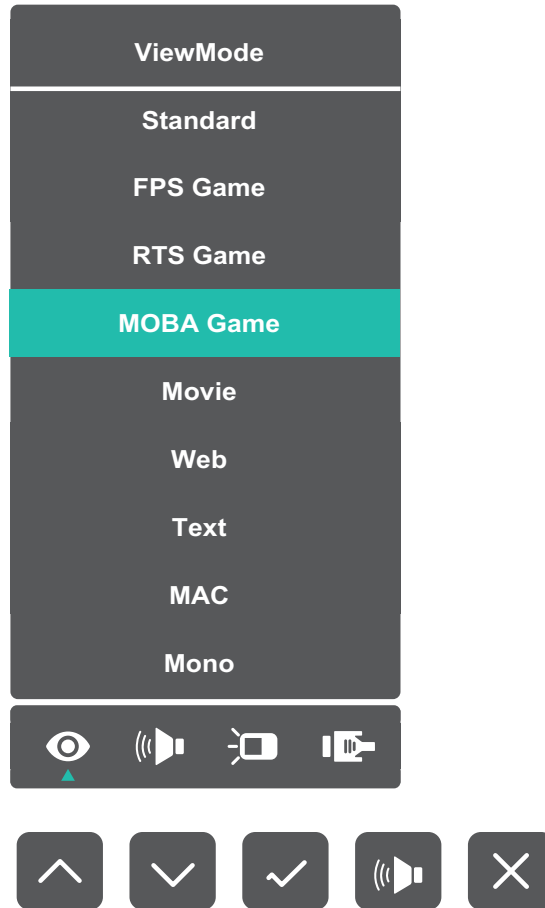 ViewMode
Standard
FPS Game
RTS Game
MOBA Game
Movie
Web
Text
MAC
Mono